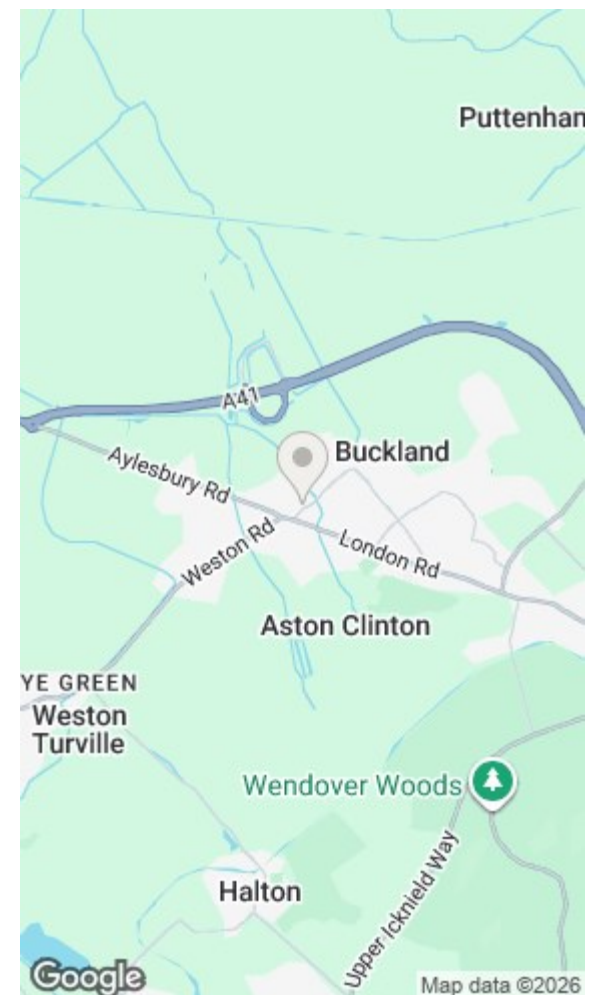 Puttenhan
A41
Buckland
Aylesbury Rd
Weston Rd
London Rd
Aston Clinton
YE GREEN
Weston
Turville
Wendover Woods
Halton
Upper Icknield Way
Google
Map data ©2026